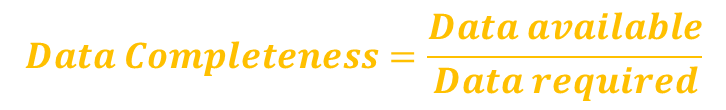 Data Completeness = Data available
Data required